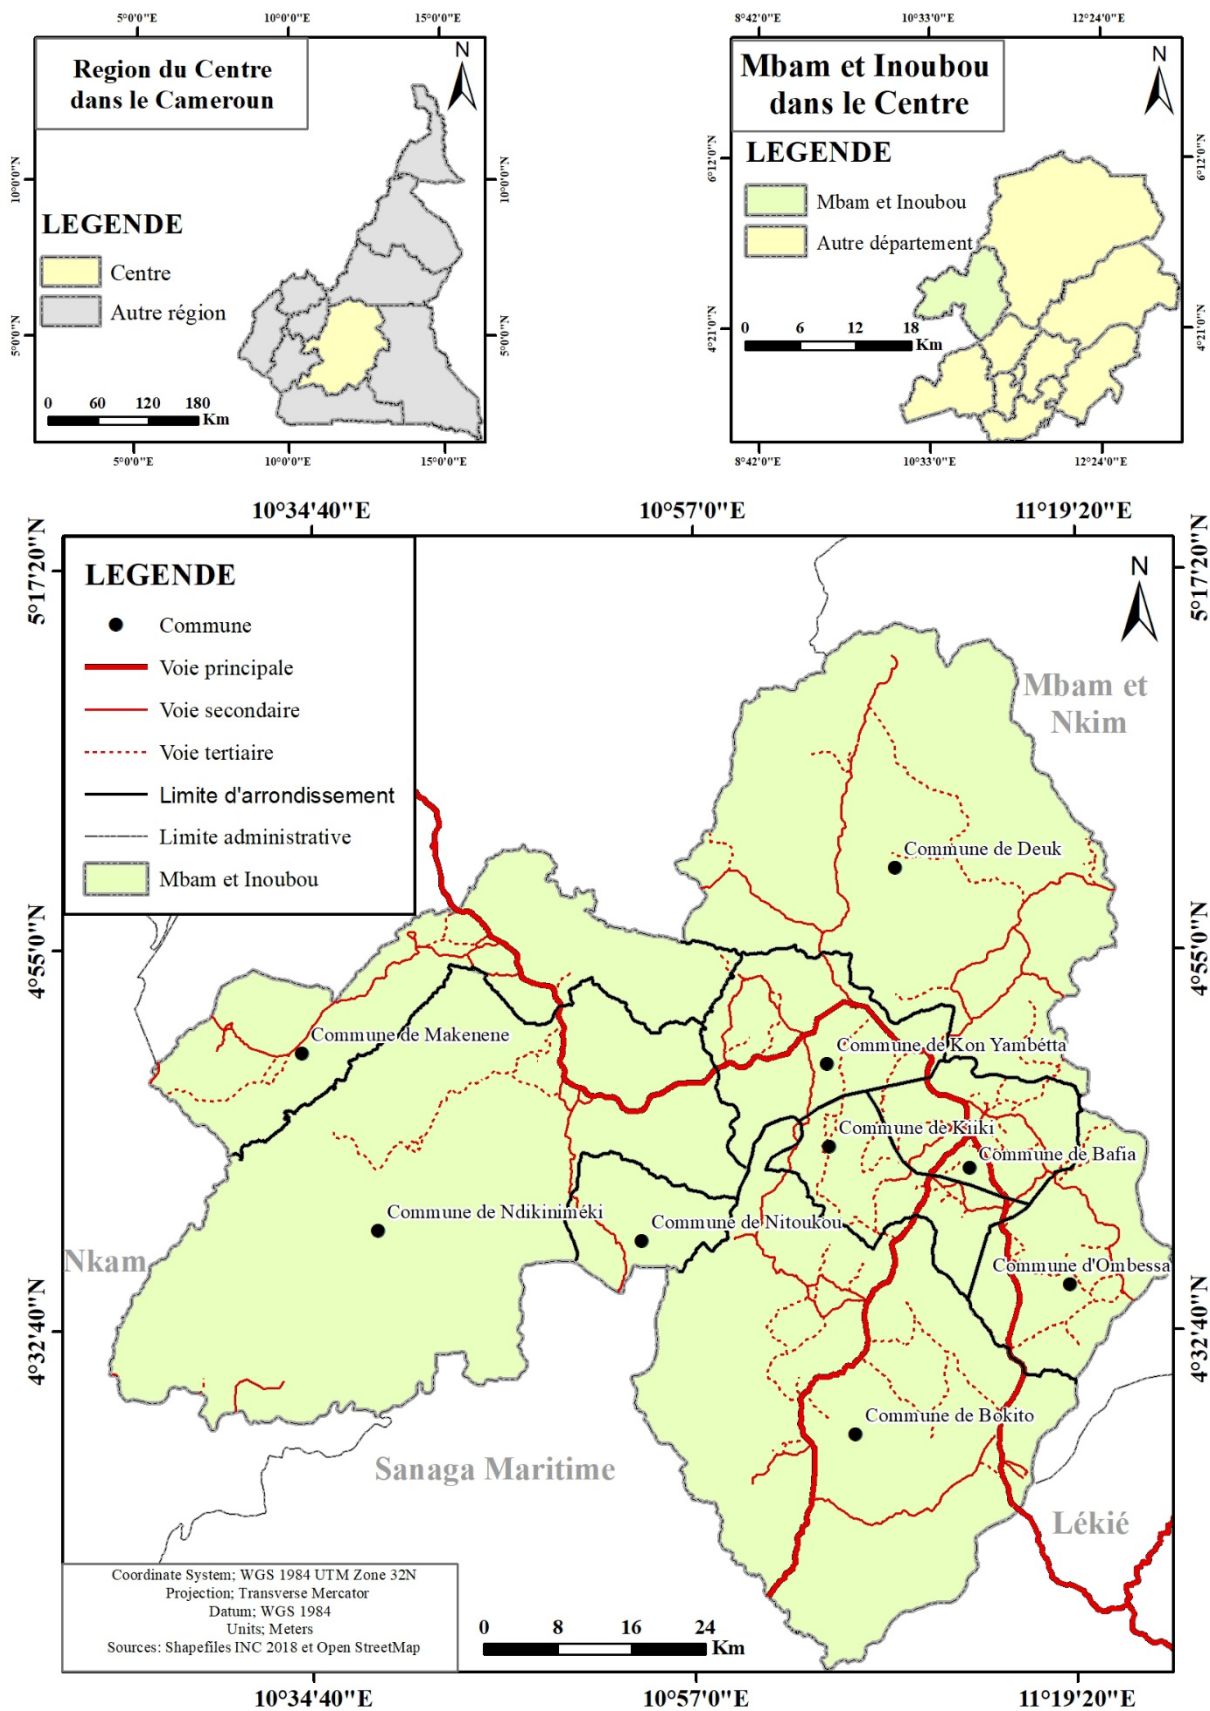 5°0'0"E
10°0'0"E
15°0'0"E
Region du Centre
dans le Cameroun
N
10°0'0"N
10°0'0"N
LEGENDE
Centre
Autre région
5°0'0"N
5°0'0"N
0
60
120
180
Km
5°0'0"E
10°0'0"E
15°0'0"E
8°42'0"E
10°33'0"E
12°24'0"E
Mbam et Inoubou
dans le Centre
N
LEGENDE
6°12'0"N
6°12'0"N
Mbam et Inoubou
Autre département
4°21'0"N
4°21'0"N
0
6
12
18
Km
8°42'0"E
10°33'0"E
12°24'0"E
10°34'40"E
10°57'0"E
11°19'20"E
5°17'20"N
5°17'20"N
LEGENDE
Commune
Voie principale
Voie secondaire
Voie tertiaire
Limite d'arrondissement
Limite administrative
Mbam et Inoubou
N
Mbam et
Nkim
Commune de Deuk
4°55'0"N
4°55'0"N
Commune de Makenene
Commune de Kon Yambétta
Commune de Kiiki
Commune de Bafia
Commune de Ndikiniméki
Commune de Nitoukou
Nkam
Commune d'Ombessa
4°32'40"N
4°32'40"N
Commune de Bokito
Sanaga Maritime
Lékié
Coordinate System; WGS 1984 UTM Zone 32N
Projection; Transverse Mercator
Datum; WGS 1984
Units; Meters
Sources: Shapefiles INC 2018 et Open StreetMap
0
8
16
24
Km
10°34'40"E
10°57'0"E
11°19'20"E